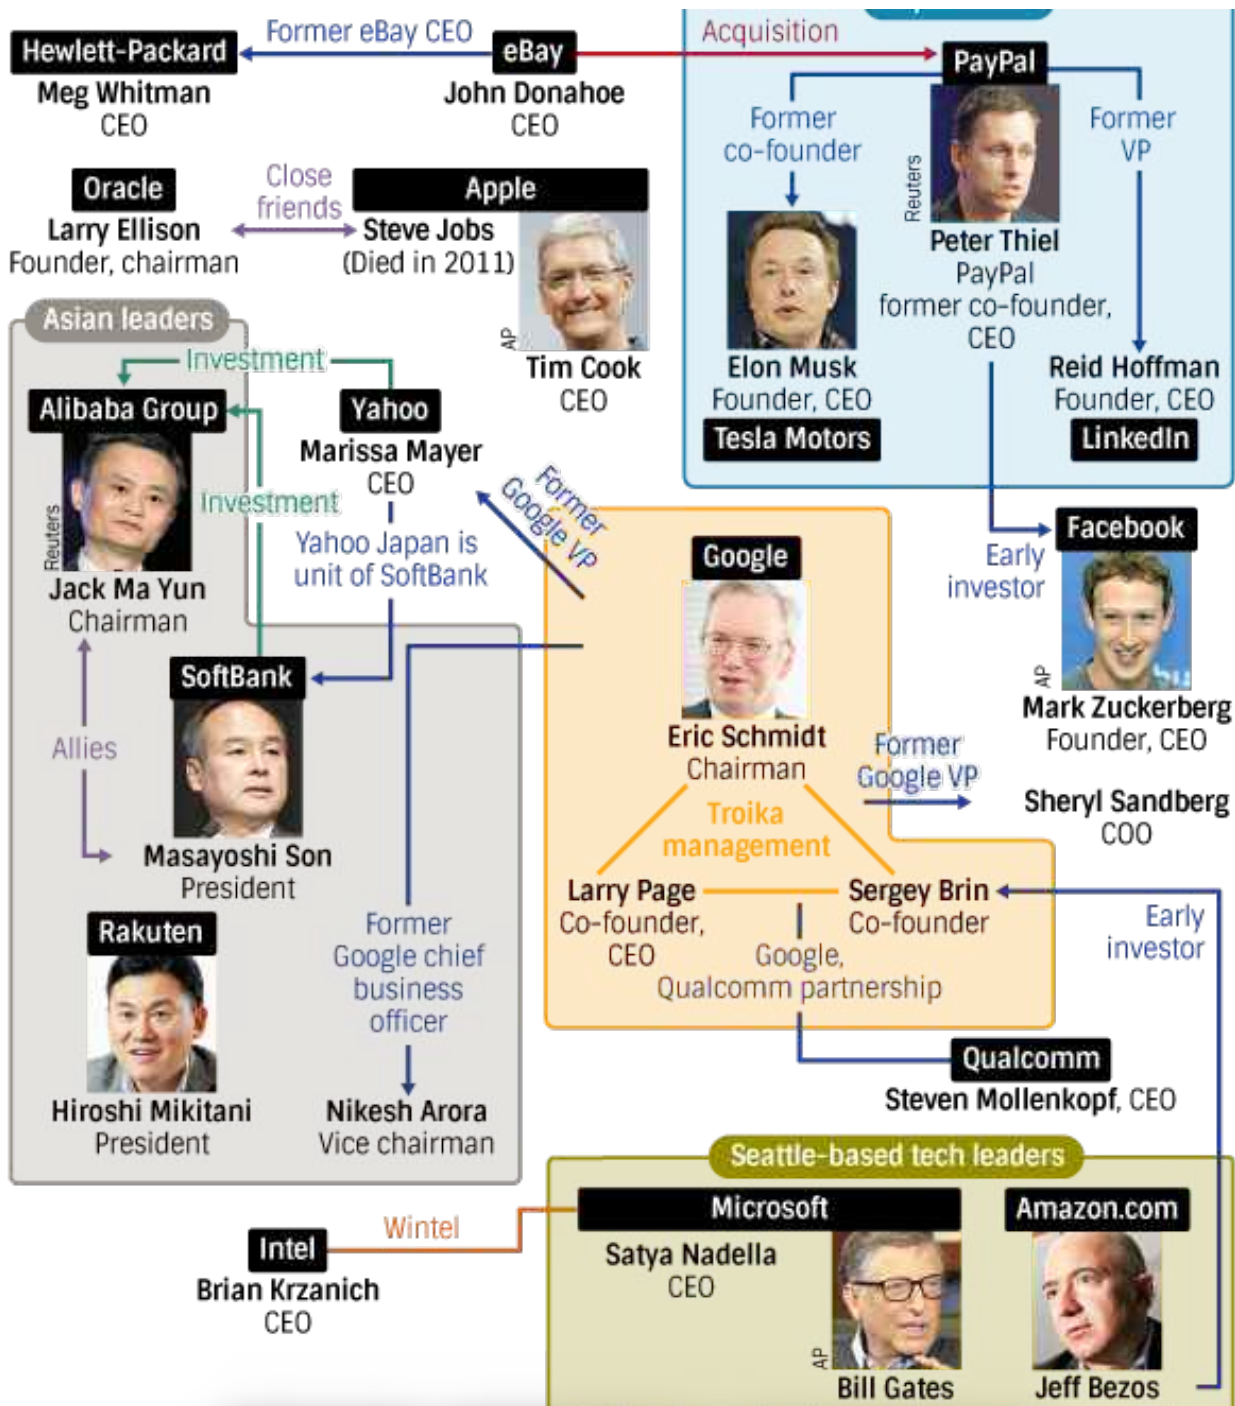 Former eBay CEO
Acquisition
Hewlett-Packard
eBay
PayPal
Meg Whitman
CEO
John Donahoe
CEO
Former
co-founder
Former
VP
Reuters
Oracle
Close
friends
Apple
Larry Ellison
Founder, chairman
Steve Jobs
(Died in 2011)
AP
Tim Cook
CEO
Peter Thiel
PayPal
former co-founder,
CEO
Elon Musk
Founder, CEO
Tesla Motors
Reid Hoffman
Founder, CEO
LinkedIn
Asian leaders
Investment
Alibaba Group
Yahoo
Marissa Mayer
CEO
Investment
Reuters
Jack Ma Yun
Chairman
Yahoo Japan is
unit of SoftBank
Former
Google VP
Google
Early
investor
Facebook
AP
Mark Zuckerberg
Founder, CEO
SoftBank
Allies
Eric Schmidt
Chairman
Former
Google VP
Sheryl Sandberg
COO
Troika
management
Masayoshi Son
President
Larry Page
Co-founder,
CEO
Sergey Brin
Co-founder
Early
investor
Rakuten
Former
Google chief
business
officer
Google,
Qualcomm partnership
Qualcomm
Steven Mollenkopf, CEO
Hiroshi Mikitani
President
Nikesh Arora
Vice chairman
Seattle-based tech leaders
Microsoft
Amazon.com
Wintel
Intel
Brian Krzanich
CEO
Satya Nadella
CEO
AP
Bill Gates
Jeff Bezos